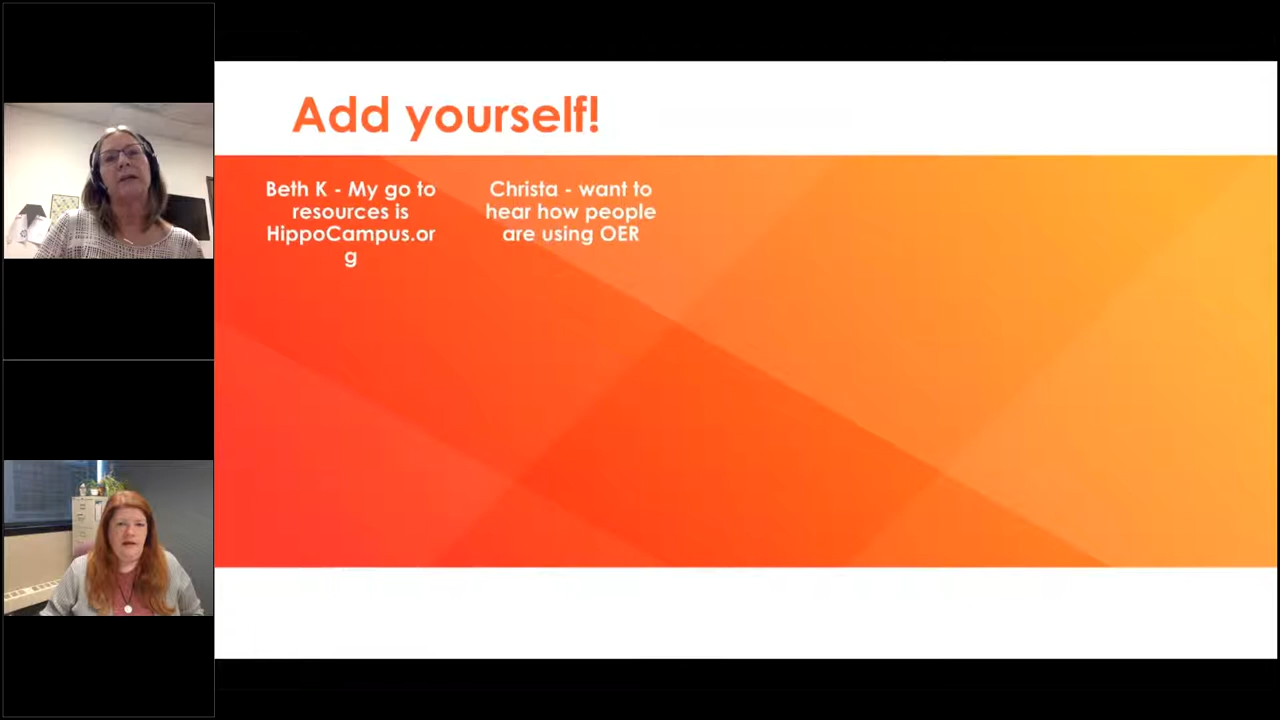 Add yourself!
Beth K - My go to
resources is
HippoCampus.or
g
Christa - want to
hear how people
are using OER